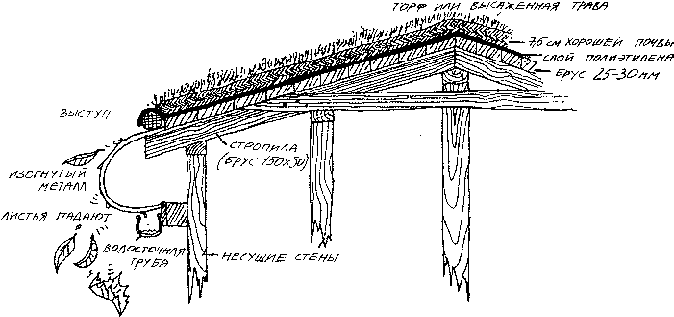 ТОРФ ИЛИ ВЫСАЖЕННАЯ ТРАВА
7,5 СМ ХОРОШЕЙ ПОЧВЫ
СЛОЙ ПОЛИЭТИЛЕНА
БРУС 25-30 ММ
ВЫСТУП
СТРОПИЛА
(БРУС 150X50)
ИЗОГНУТЫЙ
МЕТАЛЛ
ЛИСТЬЯ ПАДАЮТ
ВОДОСТОЧНАЯ
ТРУБА
НЕСУЩИЕ СТЕНЫ